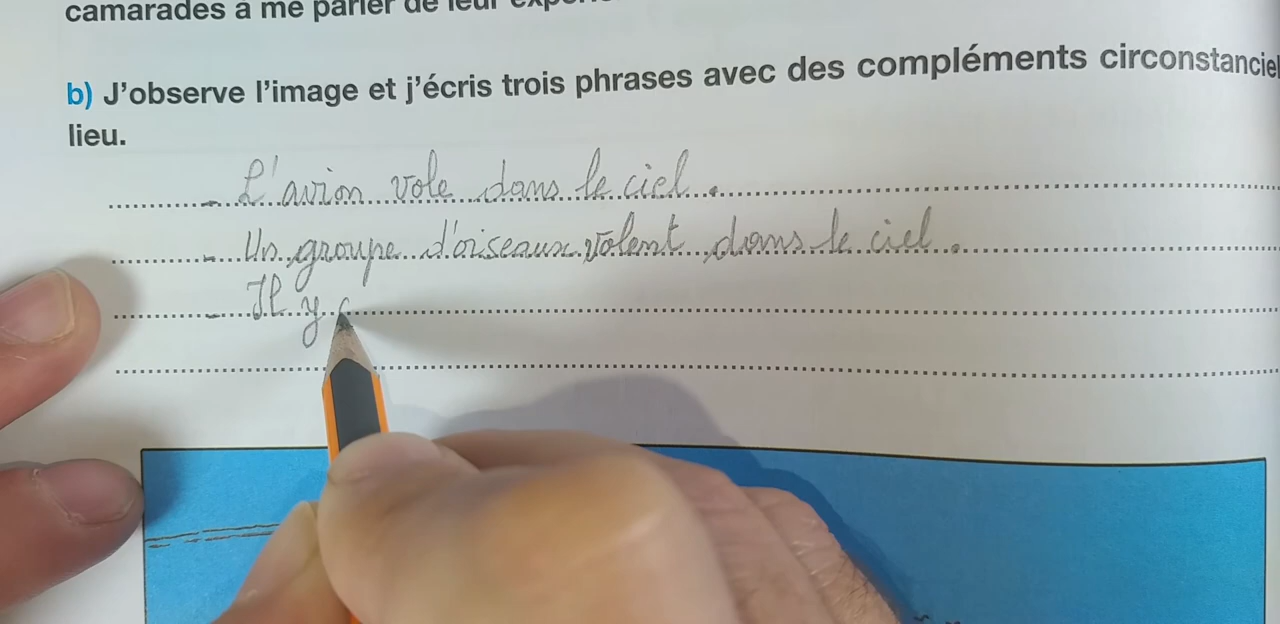 camarades à me parler de leur
b) J'observe l'image et j'écris trois phrases avec des compléments circonstanciel
lieu.
- L'avion vole dans le ciel.
- Un groupe d'oiseaux volent dans le ciel.
- Il y